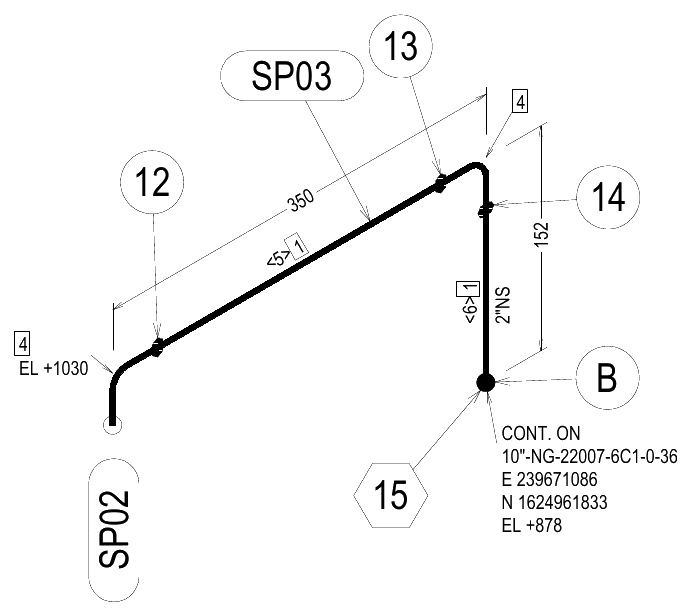 13
SP03
4
12
14
350
152
<5> 1
<6> 1
2"NS
4
EL +1030
B
CONT. ON
10"-NG-22007-6C1-0-36
E 239671086
N 1624961833
EL +878
15
SP02